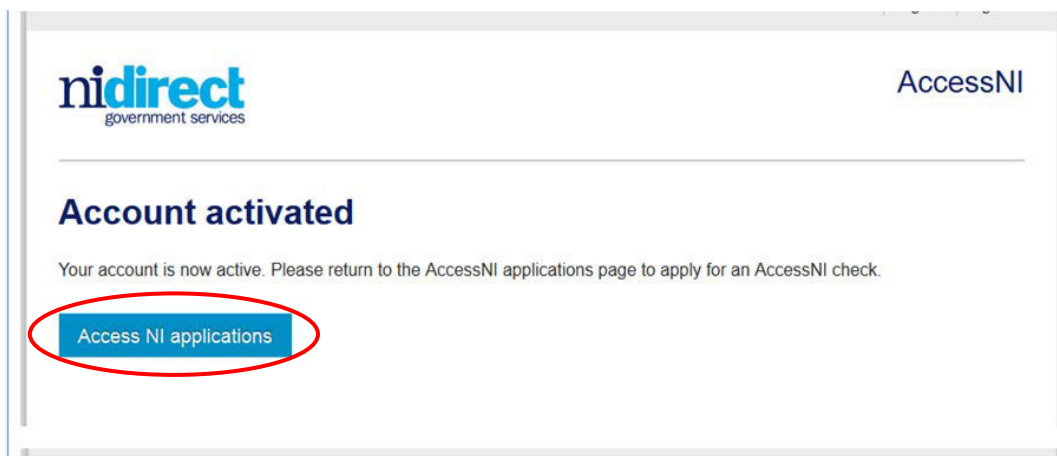 nidirect
government services
AccessNI
Account activated
Your account is now active. Please return to the AccessNI applications page to apply for an AccessNI check.
Access NI applications